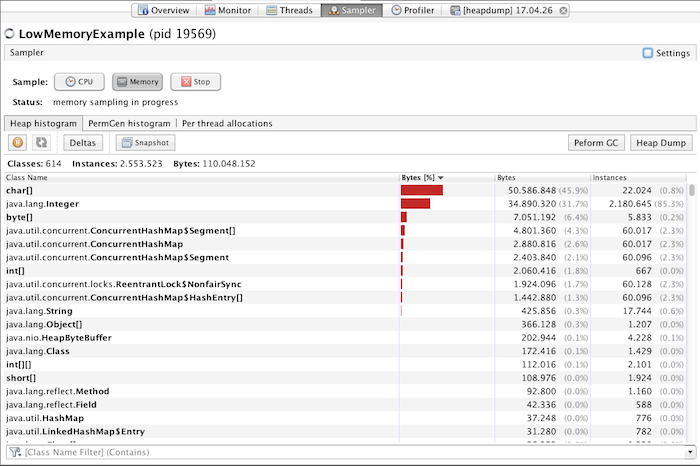 Overview Monitor Threads Sampler Profiler [heapdump] 17.04.26
LowMemoryExample (pid 19569)
Sampler Settings
Sample: CPU Memory Stop
Status: memory sampling in progress
Heap histogram PermGen histogram Per thread allocations
Deltas Snapshot Peform GC Heap Dump
Classes: 614 Instances: 2.553.523 Bytes: 110.048.152
Class Name Bytes [%] Bytes Instances
char[] 50.586.848 (45.9%) 22.024 (0.8%)
java.lang.Integer 34.890.320 (31.7%) 2.180.645 (85.3%)
byte[] 7.051.192 (6.4%) 5.833 (0.2%)
java.util.concurrent.ConcurrentHashMap$Segment[] 4.801.360 (4.3%) 60.017 (2.3%)
java.util.concurrent.ConcurrentHashMap 2.880.816 (2.6%) 60.017 (2.3%)
java.util.concurrent.ConcurrentHashMap$Segment 2.403.840 (2.1%) 60.096 (2.3%)
int[] 2.060.416 (1.8%) 667 (0.0%)
java.util.concurrent.locks.ReentrantLock$NonfairSync 1.924.096 (1.7%) 60.128 (2.3%)
java.util.concurrent.ConcurrentHashMap$HashEntry[] 1.442.880 (1.3%) 60.096 (2.3%)
java.lang.String 425.856 (0.3%) 17.744 (0.6%)
java.lang.Object[] 366.128 (0.3%) 1.207 (0.0%)
java.nio.HeapByteBuffer 202.944 (0.1%) 4.228 (0.1%)
java.lang.Class 172.416 (0.1%) 1.429 (0.0%)
int[][] 112.016 (0.1%) 2.101 (0.0%)
short[] 108.976 (0.0%) 1.924 (0.0%)
java.lang.reflect.Method 92.800 (0.0%) 1.160 (0.0%)
java.lang.reflect.Field 42.336 (0.0%) 588 (0.0%)
java.util.HashMap 37.248 (0.0%) 776 (0.0%)
java.util.LinkedHashMap$Entry 31.280 (0.0%) 782 (0.0%)
[Class Name Filter] (Contains)